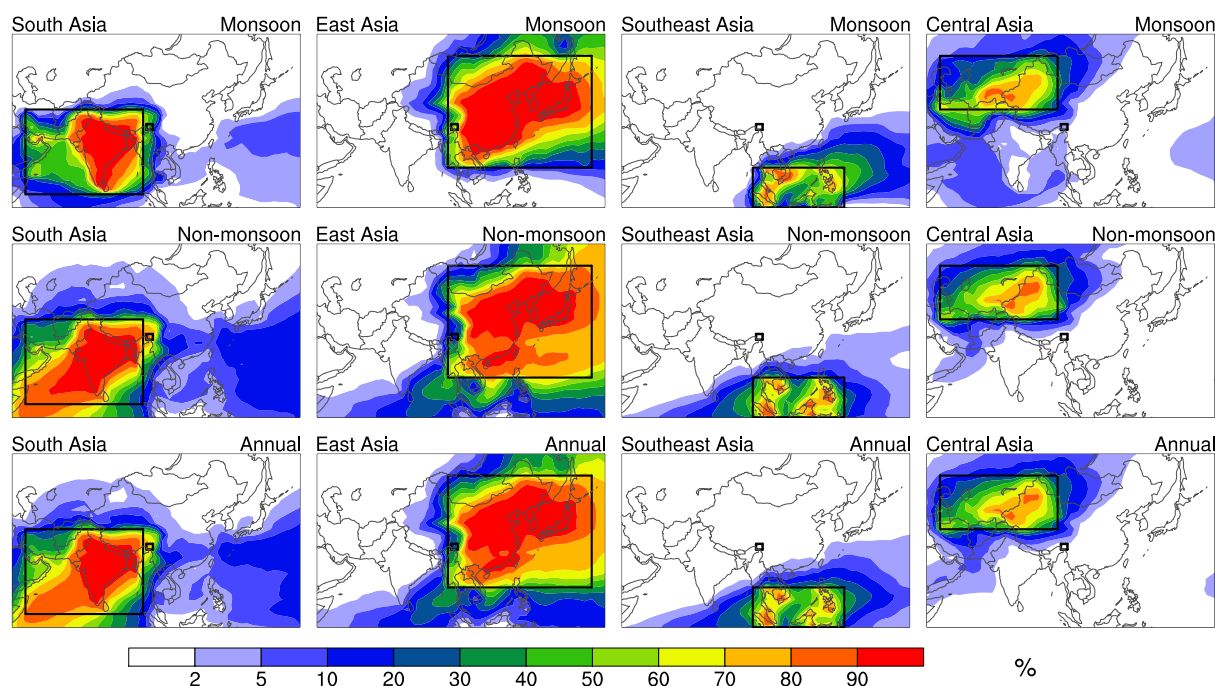 South Asia Monsoon East Asia Monsoon Southeast Asia Monsoon Central Asia Monsoon
South Asia Non-monsoon East Asia Non-monsoon Southeast Asia Non-monsoon Central Asia Non-monsoon
South Asia Annual East Asia Annual Southeast Asia Annual Central Asia Annual
2 5 10 20 30 40 50 60 70 80 90 %